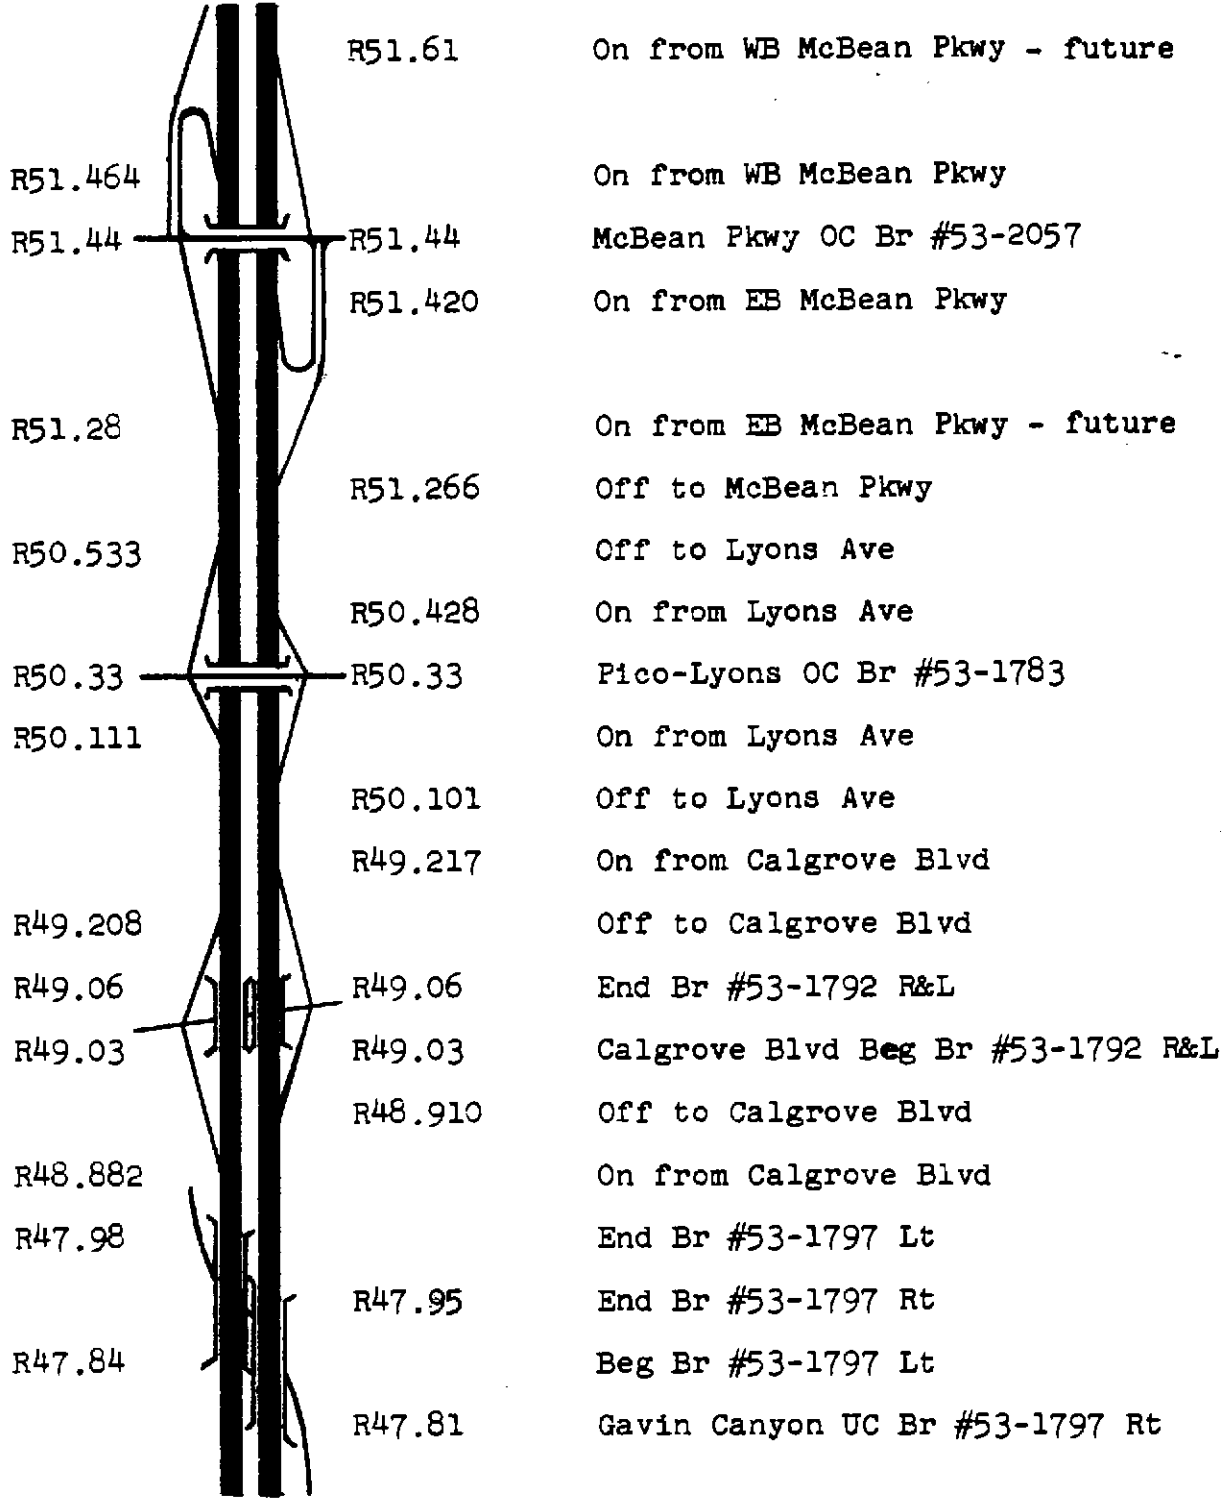 R51.61 On from WB McBean Pkwy - future
R51.464 On from WB McBean Pkwy
R51.44 R51.44 McBean Pkwy OC Br #53-2057
R51.420 On from EB McBean Pkwy
R51.28 On from EB McBean Pkwy - future
R51.266 Off to McBean Pkwy
R50.533 Off to Lyons Ave
R50.428 On from Lyons Ave
R50.33 R50.33 Pico-Lyons OC Br #53-1783
R50.111 On from Lyons Ave
R50.101 Off to Lyons Ave
R49.217 On from Calgrove Blvd
R49.208 Off to Calgrove Blvd
R49.06 R49.06 End Br #53-1792 R&L
R49.03 R49.03 Calgrove Blvd Beg Br #53-1792 R&L
R48.910 Off to Calgrove Blvd
R48.882 On from Calgrove Blvd
R47.98 End Br #53-1797 Lt
R47.95 End Br #53-1797 Rt
R47.84 Beg Br #53-1797 Lt
R47.81 Gavin Canyon UC Br #53-1797 Rt